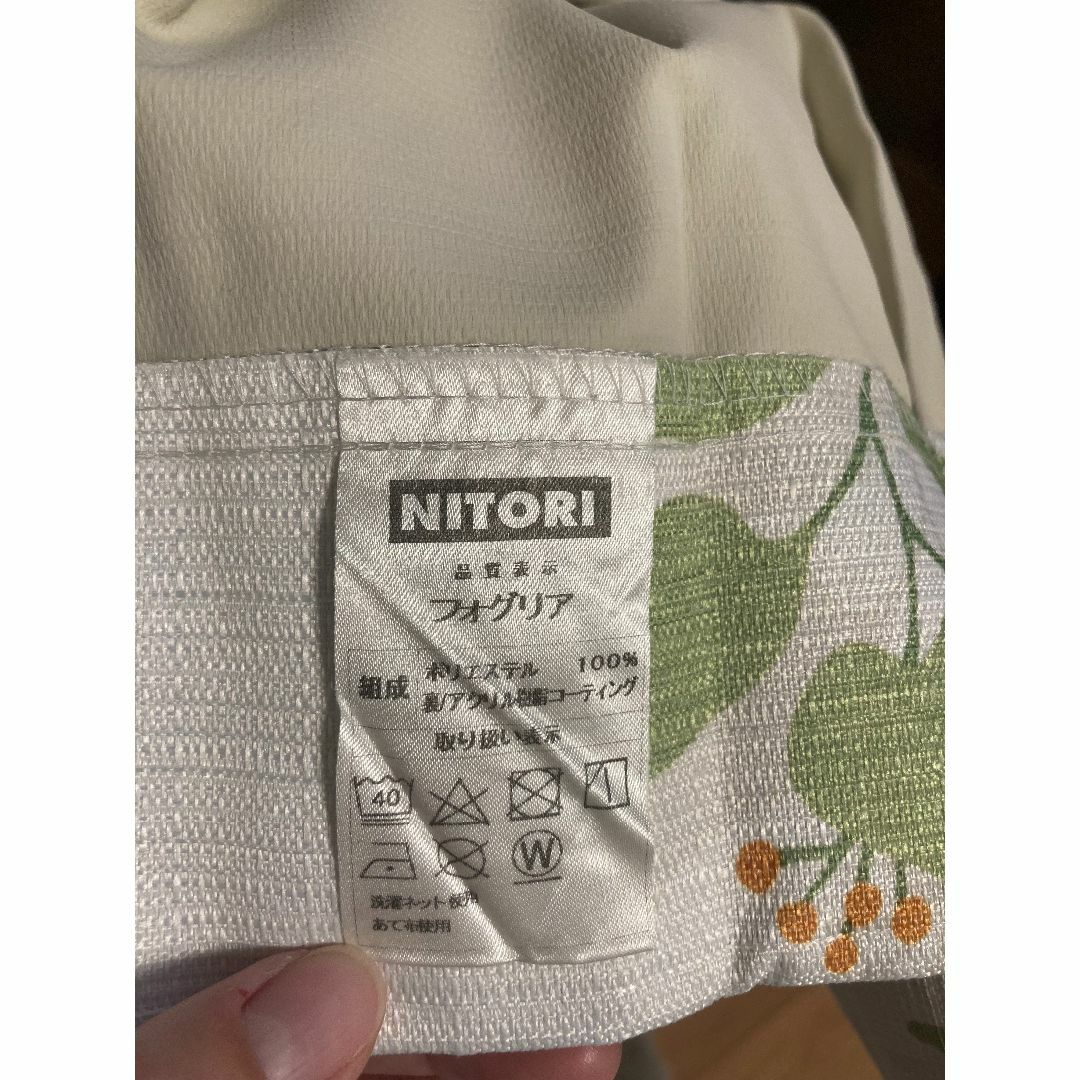 NITORI
品質表示
フォグリア
組成
ポリエステル 100%
裏/アクリル樹脂コーティング
取り扱い表示
40
W
洗濯ネット使用
あて布使用